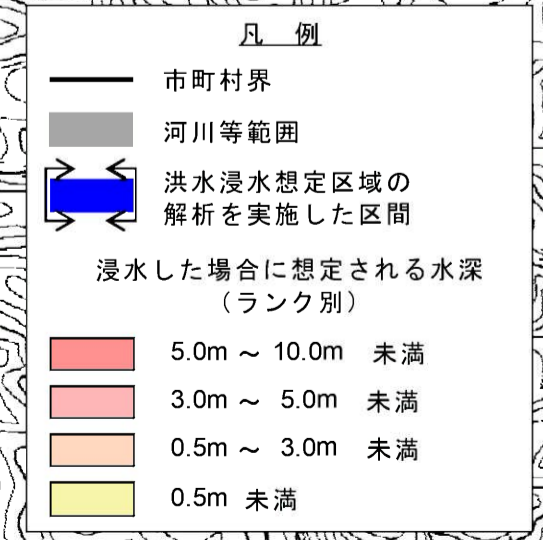 凡 例
市町村界
河川等範囲
洪水浸水想定区域の
解析を実施した区間
浸水した場合に想定される水深
（ランク別）
5.0m ～ 10.0m 未満
3.0m ～ 5.0m 未満
0.5m ～ 3.0m 未満
0.5m 未満